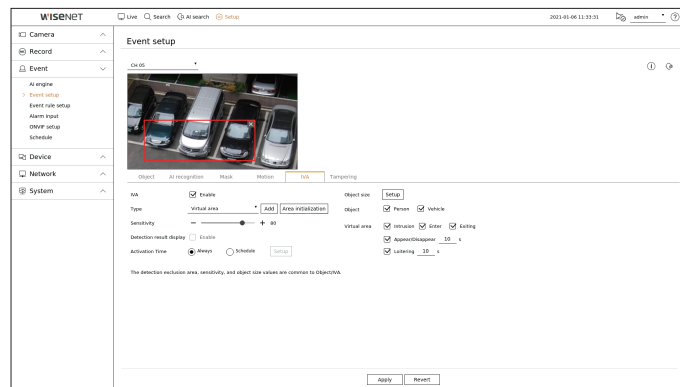 WISENET
Live Search AI search Setup
2021-01-06 11:33:31 admin ?
Camera
Record
Event
AI engine
> Event setup
Event rule setup
Alarm input
ONVIF setup
Schedule
Device
Network
System
Event setup
CH 05
Object AI recognition Mask Motion IVA Tampering
IVA Enable
Type Virtual area Add Area initialization
Sensitivity − + 80
Detection result display Enable
Activation Time Always Schedule Setup
Object size Setup
Object Person Vehicle
Virtual area Intrusion Enter Exiting
Appear/Disappear 10 s
Loitering 10 s
The detection exclusion area, sensitivity, and object size values are common to Object/IVA.
Apply Revert